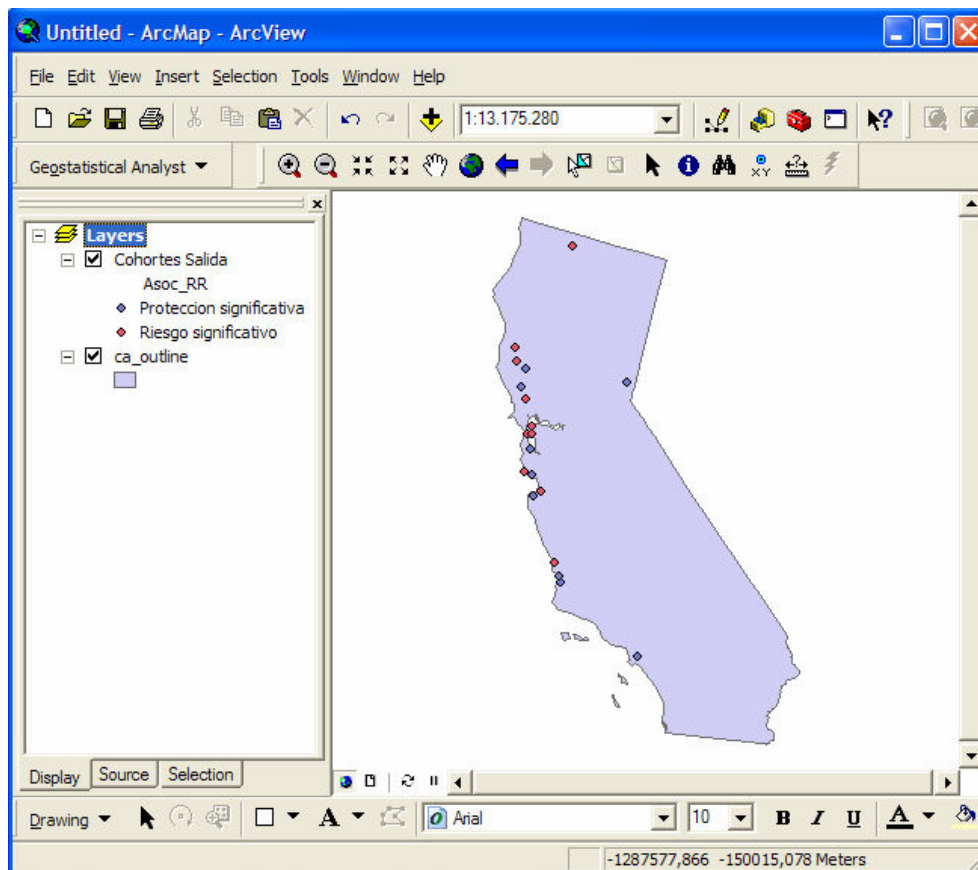 Untitled - ArcMap - ArcView
File Edit View Insert Selection Tools Window Help
1:13.175.280
Geostatistical Analyst
Layers
Cohortes Salida
Asoc_RR
Proteccion significativa
Riesgo significativo
ca_outline
Display Source Selection
Drawing A Arial 10 B I U A
-1287577,866 -150015,078 Meters